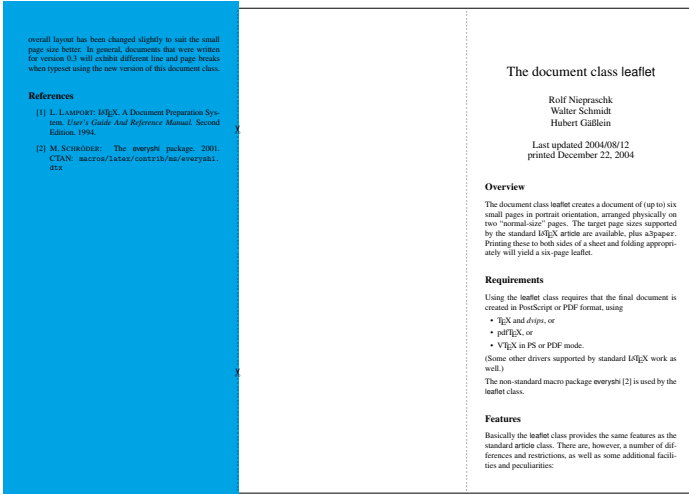 overall layout has been changed slightly to suit the small
page size better. In general, documents that were written
for version 0.3 will exhibit different line and page breaks
when typeset using the new version of this document class.
References
[1] L. LAMPORT: LATEX. A Document Preparation Sys-
tem. User's Guide And Reference Manual. Second
Edition. 1994.
[2] M. SCHRÖDER: The everyshi package. 2001.
CTAN: macros/latex/contrib/ms/everyshi.
dtx
The document class leaflet
Rolf Niepraschk
Walter Schmidt
Hubert Gäßlein
Last updated 2004/08/12
printed December 22, 2004
Overview
The document class leaflet creates a document of (up to) six
small pages in portrait orientation, arranged physically on
two “normal-size” pages. The target page sizes supported
by the standard LATEX article are available, plus a3paper.
Printing these to both sides of a sheet and folding appropri-
ately will yield a six-page leaflet.
Requirements
Using the leaflet class requires that the final document is
created in PostScript or PDF format, using
• TEX and dvips, or
• pdfTEX, or
• VTEX in PS or PDF mode.
(Some other drivers supported by standard LATEX work as
well.)
The non-standard macro package everyshi [2] is used by the
leaflet class.
Features
Basically the leaflet class provides the same features as the
standard article class. There are, however, a number of dif-
ferences and restrictions, as well as some additional facili-
ties and peculiarities: